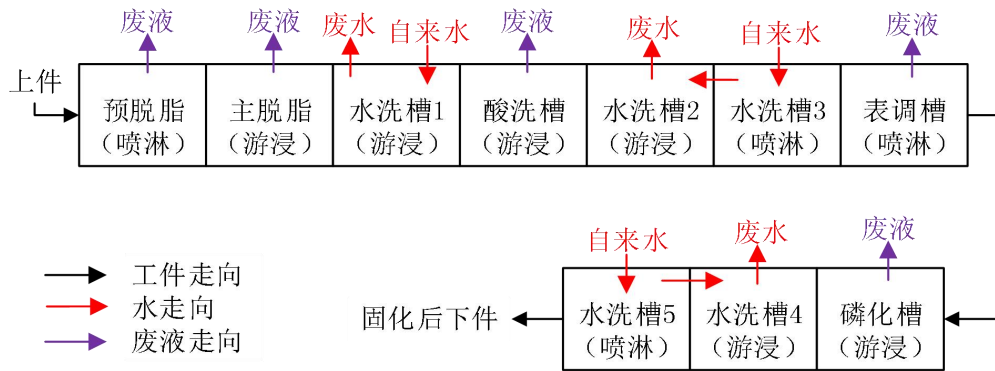 废液
废液
废水
自来水
废液
废水
自来水
废液
上件
预脱脂
（喷淋）
主脱脂
（游浸）
水洗槽1
（游浸）
酸洗槽
（游浸）
水洗槽2
（游浸）
水洗槽3
（喷淋）
表调槽
（喷淋）
自来水
废水
废液
工件走向
水走向
废液走向
固化后下件
水洗槽5
（喷淋）
水洗槽4
（游浸）
磷化槽
（游浸）